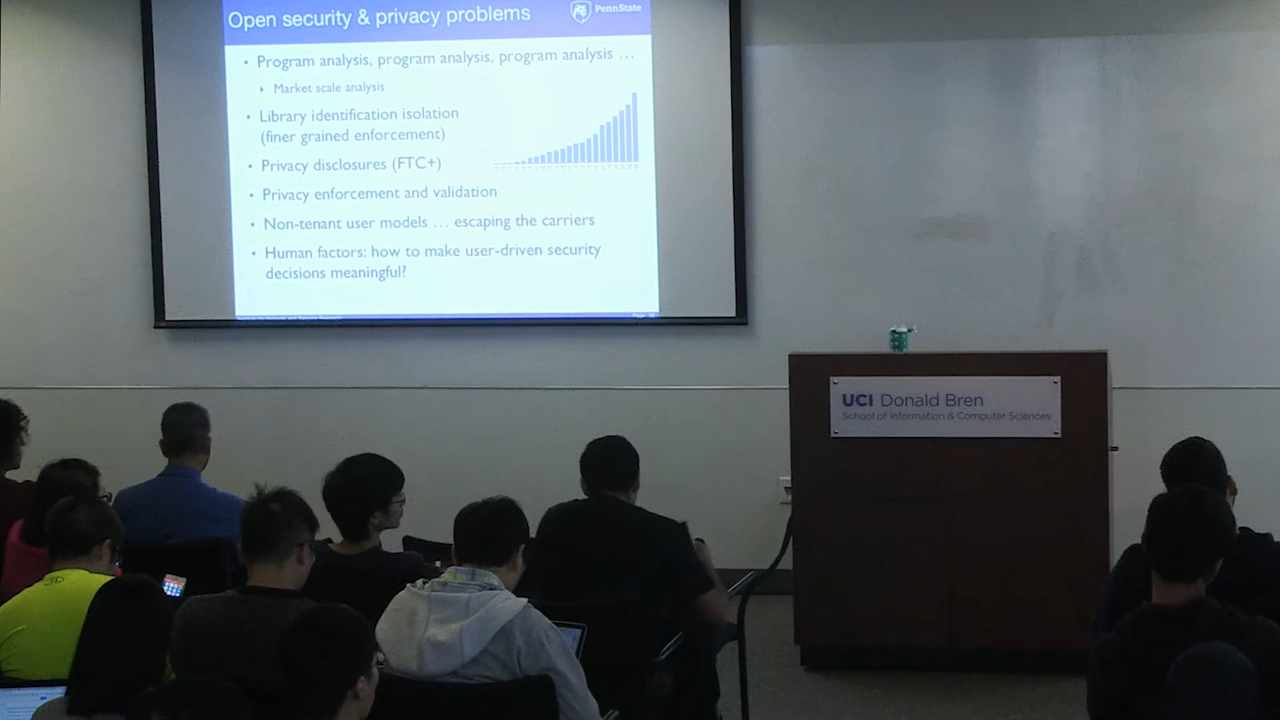 Open security & privacy problems
PennState
• Program analysis, program analysis, program analysis …
Market scale analysis
• Library identification isolation
(finer grained enforcement)
• Privacy disclosures (FTC+)
• Privacy enforcement and validation
• Non-tenant user models … escaping the carriers
• Human factors: how to make user-driven security
decisions meaningful?
UCI Donald Bren
School of Information & Computer Sciences